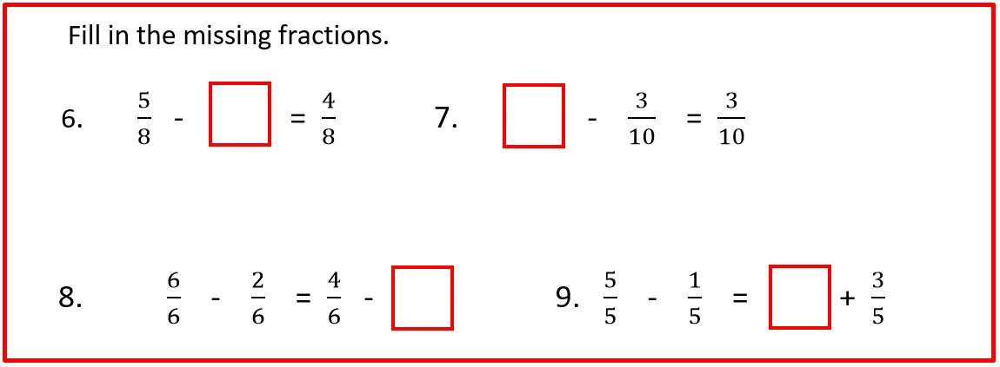 Fill in the missing fractions.
6. 5/8 - = 4/8 7. - 3/10 = 3/10
8. 6/6 - 2/6 = 4/6 - 9. 5/5 - 1/5 = + 3/5